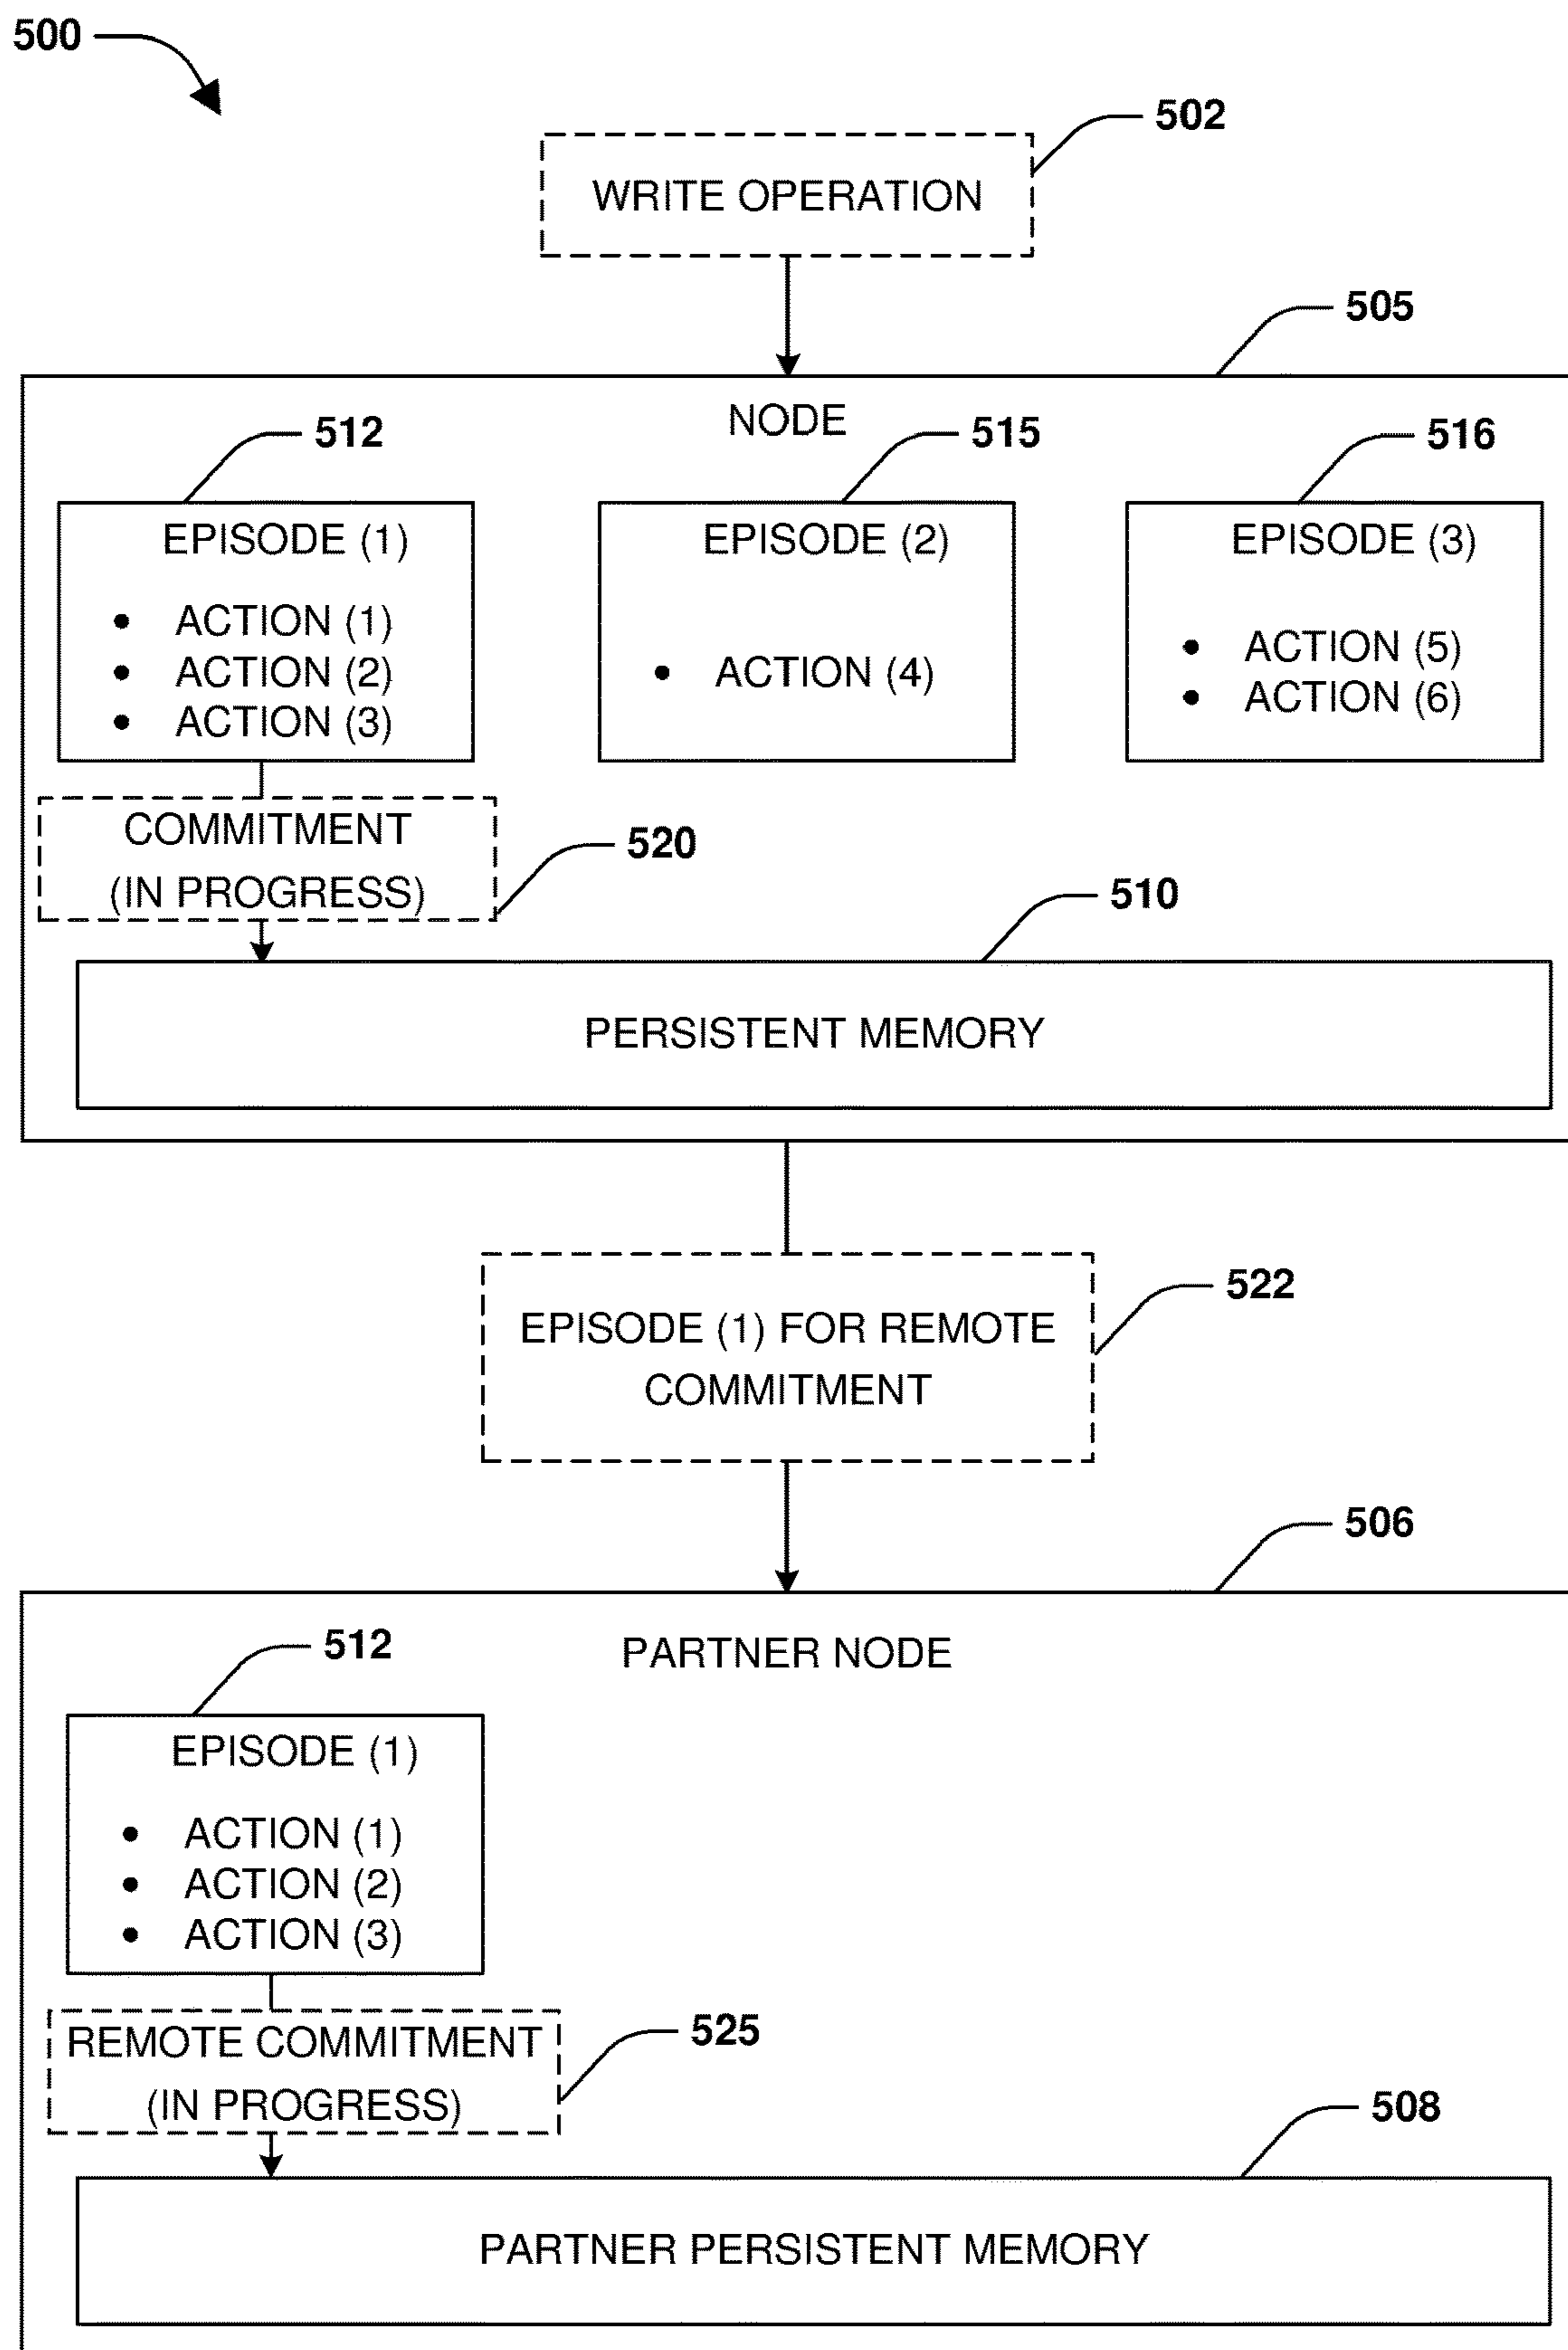 500
502
WRITE OPERATION
505
NODE
512
515
516
EPISODE (1)
• ACTION (1)
• ACTION (2)
• ACTION (3)
EPISODE (2)
• ACTION (4)
EPISODE (3)
• ACTION (5)
• ACTION (6)
COMMITMENT
(IN PROGRESS)
520
510
PERSISTENT MEMORY
EPISODE (1) FOR REMOTE
COMMITMENT
522
506
PARTNER NODE
512
EPISODE (1)
• ACTION (1)
• ACTION (2)
• ACTION (3)
REMOTE COMMITMENT
(IN PROGRESS)
525
508
PARTNER PERSISTENT MEMORY